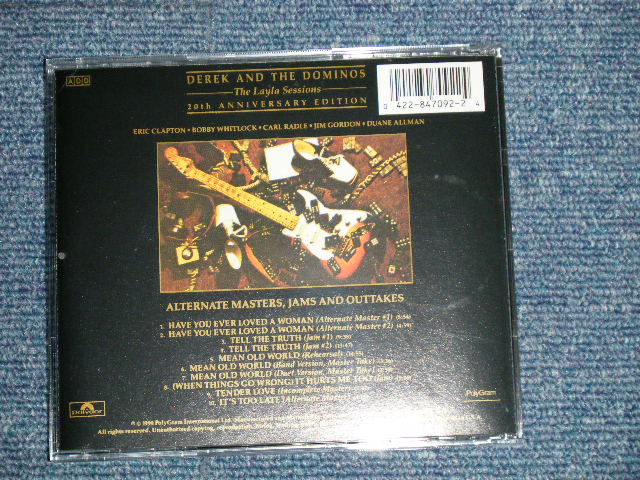 ADD
DEREK AND THE DOMINOS
The Layla Sessions
20th ANNIVERSARY EDITION
0 422-847092-2 4
ERIC CLAPTON • BOBBY WHITLOCK • CARL RADLE • JIM GORDON • DUANE ALLMAN
ALTERNATE MASTERS, JAMS AND OUTTAKES
1. HAVE YOU EVER LOVED A WOMAN (Alternate Master #1)
2. HAVE YOU EVER LOVED A WOMAN (Alternate Master #2)
3. TELL THE TRUTH (Jam #1)
4. TELL THE TRUTH (Jam #2)
5. MEAN OLD WORLD (Rehearsal)
6. MEAN OLD WORLD (Band Version, Master Take)
7. MEAN OLD WORLD (Duet Version, Master Take)
8. (WHEN THINGS GO WRONG) IT HURTS ME TOO (Jam)
9. TENDER LOVE (Incomplete Master)
10. IT'S TOO LATE (Alternate Master)
polydor
PolyGram
© 1990 PolyGram International Ltd.
All rights reserved. Unauthorized copying, reproduction,